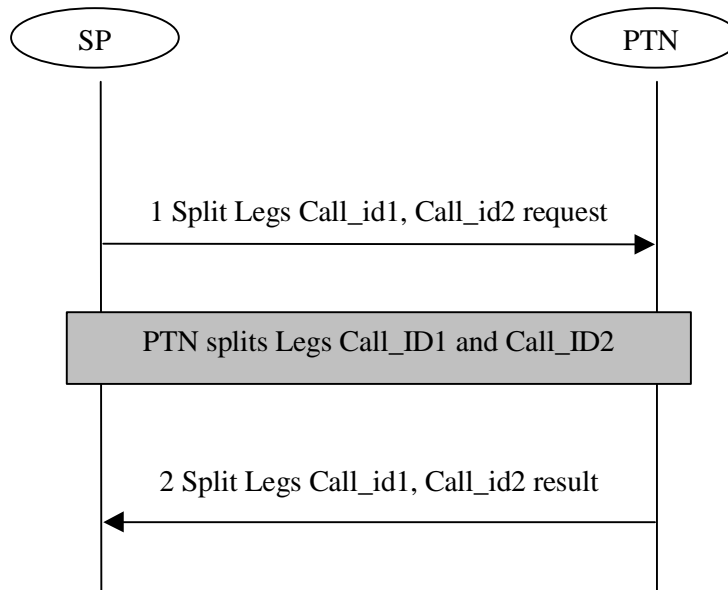 SP
PTN
1 Split Legs Call_id1, Call_id2 request
PTN splits Legs Call_ID1 and Call_ID2
2 Split Legs Call_id1, Call_id2 result